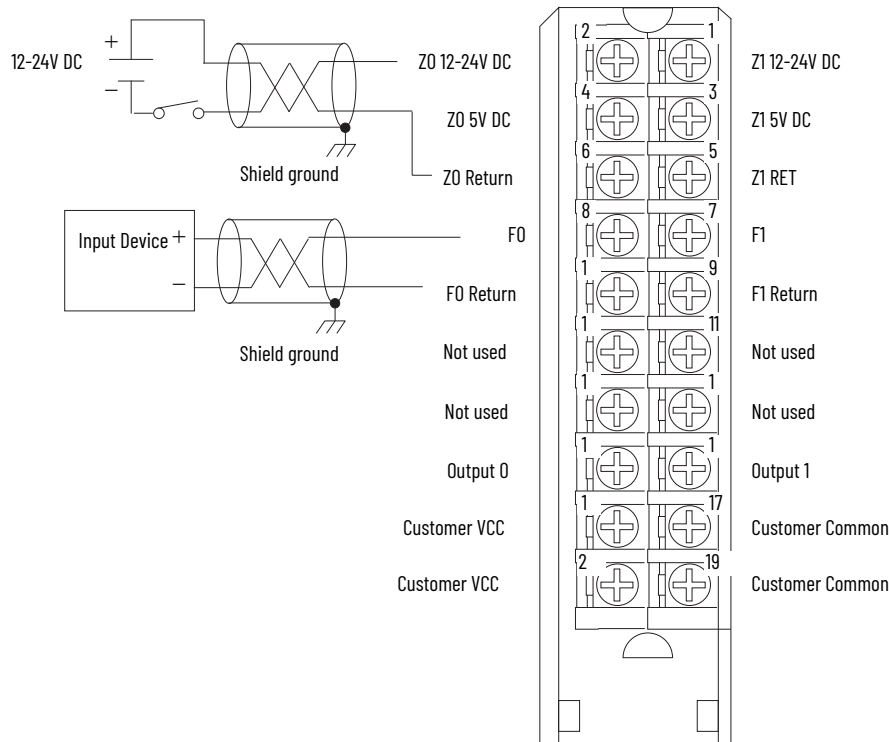 2 1
+
12-24V DC Z0 12-24V DC Z1 12-24V DC
−
4 3
Z0 5V DC Z1 5V DC
6 5
Shield ground Z0 Return Z1 RET
8 7
Input Device + F0 F1
1 9
− F0 Return F1 Return
1 11
Shield ground Not used Not used
1 1
Not used Not used
1 1
Output 0 Output 1
1 17
Customer VCC Customer Common
2 19
Customer VCC Customer Common